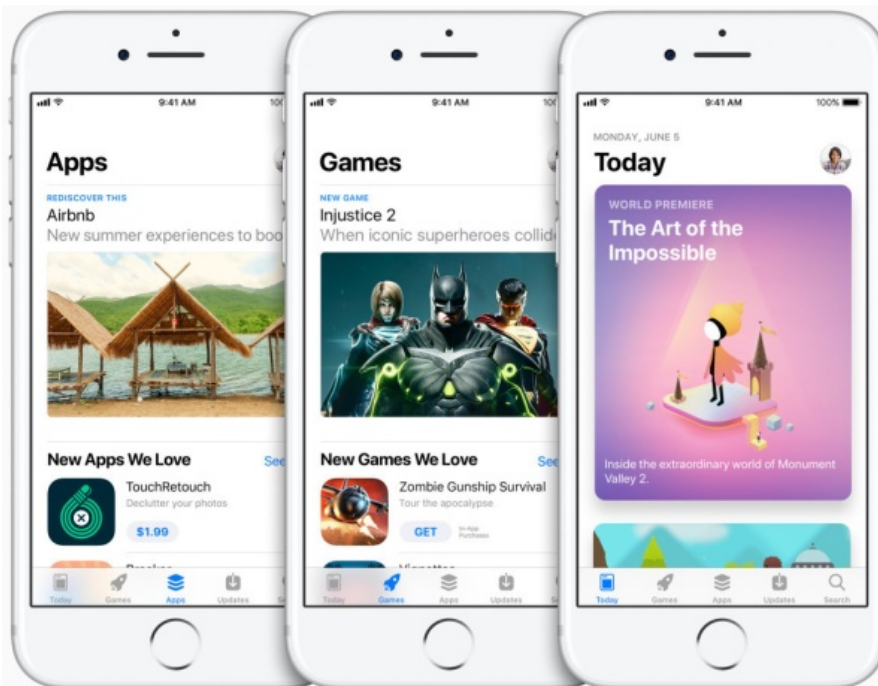 9:41 AM
Apps
REDISCOVER THIS
Airbnb
New summer experiences to boo
New Apps We Love
See
TouchRetouch
Declutter your photos
$1.99
Today
Games
Apps
Updates
9:41 AM
Games
NEW GAME
Injustice 2
When iconic superheroes collid
New Games We Love
See
Zombie Gunship Survival
Tour the apocalypse
GET
In-App
Purchases
Today
Games
Apps
Updates
9:41 AM
100%
MONDAY, JUNE 5
Today
WORLD PREMIERE
The Art of the
Impossible
Inside the extraordinary world of Monument
Valley 2.
Today
Games
Apps
Updates
Search